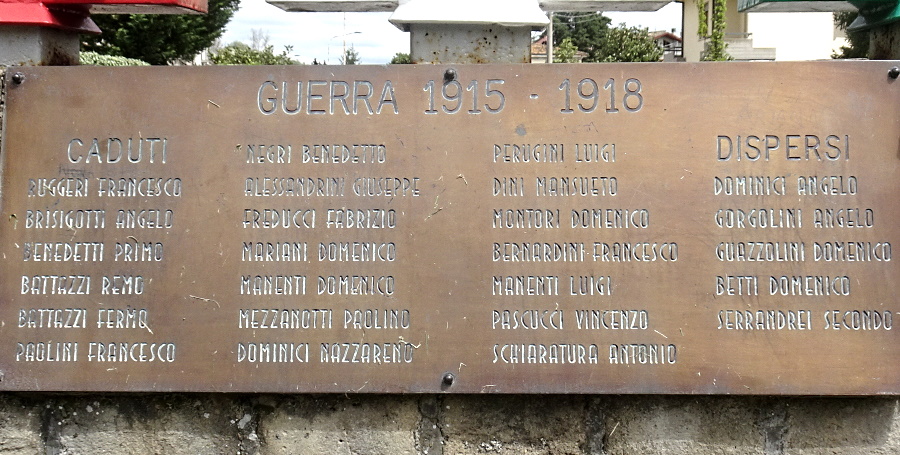 GUERRA 1915 - 1918
CADUTI
RUGGERI FRANCESCO
BRISIGOTTI ANGELO
BENEDETTI PRIMO
BATTAZZI REMO
BATTAZZI FERMO
PAOLINI FRANCESCO
NEGRI BENEDETTO
ALESSANDRINI GIUSEPPE
FREDUCCI FABRIZIO
MARIANI DOMENICO
MANENTI DOMENICO
MEZZANOTTI PAOLINO
DOMINICI NAZZARENO
PERUGINI LUIGI
DINI MANSUETO
MONTORI DOMENICO
BERNARDINI FRANCESCO
MANENTI LUIGI
PASCUCCI VINCENZO
SCHIARATURA ANTONIO
DISPERSI
DOMINICI ANGELO
GORGOLINI ANGELO
GUAZZOLINI DOMENICO
BETTI DOMENICO
SERRANDREI SECONDO